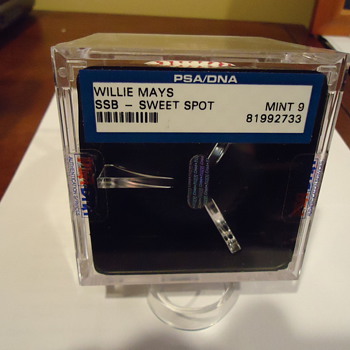 PSA/DNA
WILLIE MAYS
SSB - SWEET SPOT MINT 9
81992733